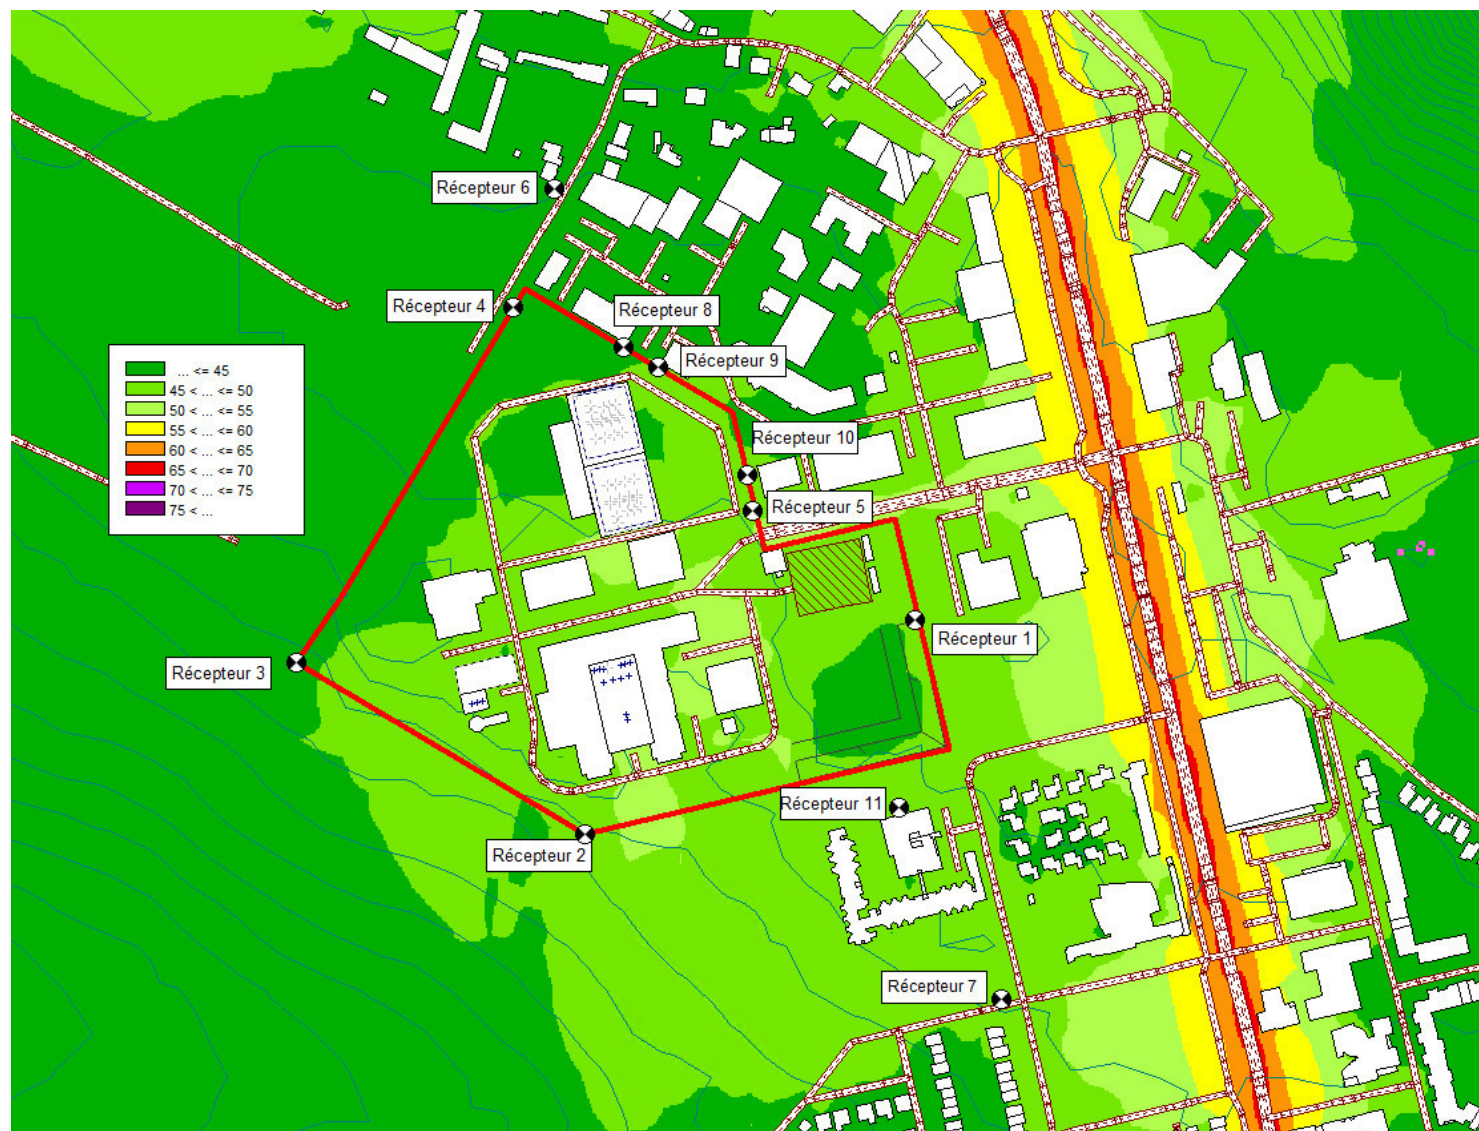 Récepteur 6
Récepteur 4
Récepteur 8
Récepteur 9
... <= 45
45 < ... <= 50
50 < ... <= 55
55 < ... <= 60
60 < ... <= 65
65 < ... <= 70
70 < ... <= 75
75 < ...
Récepteur 10
Récepteur 5
Récepteur 1
Récepteur 3
Récepteur 11
Récepteur 2
Récepteur 7